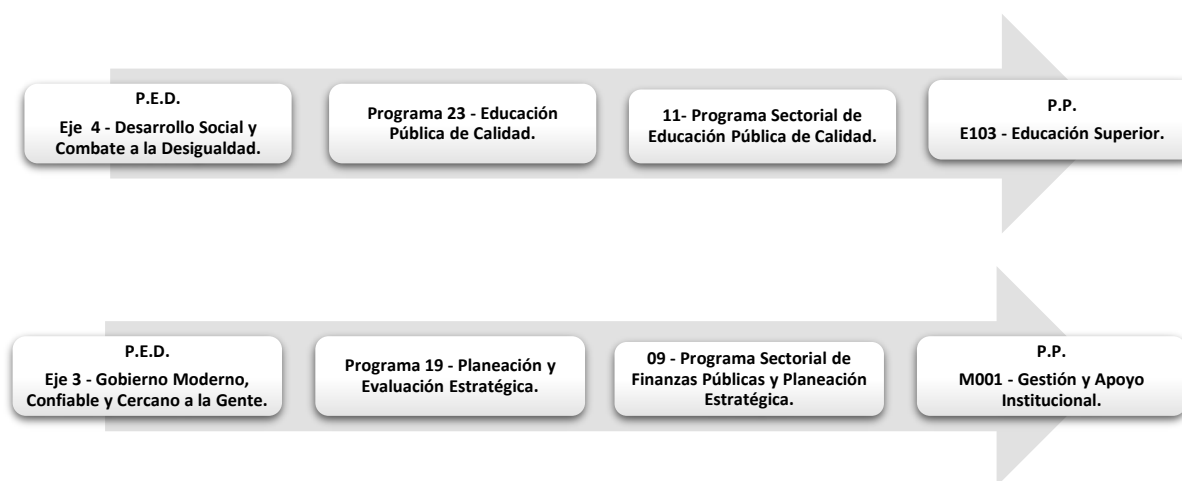 P.E.D.
Eje 4 - Desarrollo Social y
Combate a la Desigualdad.
Programa 23 - Educación
Pública de Calidad.
11- Programa Sectorial de
Educación Pública de Calidad.
P.P.
E103 - Educación Superior.
P.E.D.
Eje 3 - Gobierno Moderno,
Confiable y Cercano a la Gente.
Programa 19 - Planeación y
Evaluación Estratégica.
09 - Programa Sectorial de
Finanzas Públicas y Planeación
Estratégica.
P.P.
M001 - Gestión y Apoyo
Institucional.